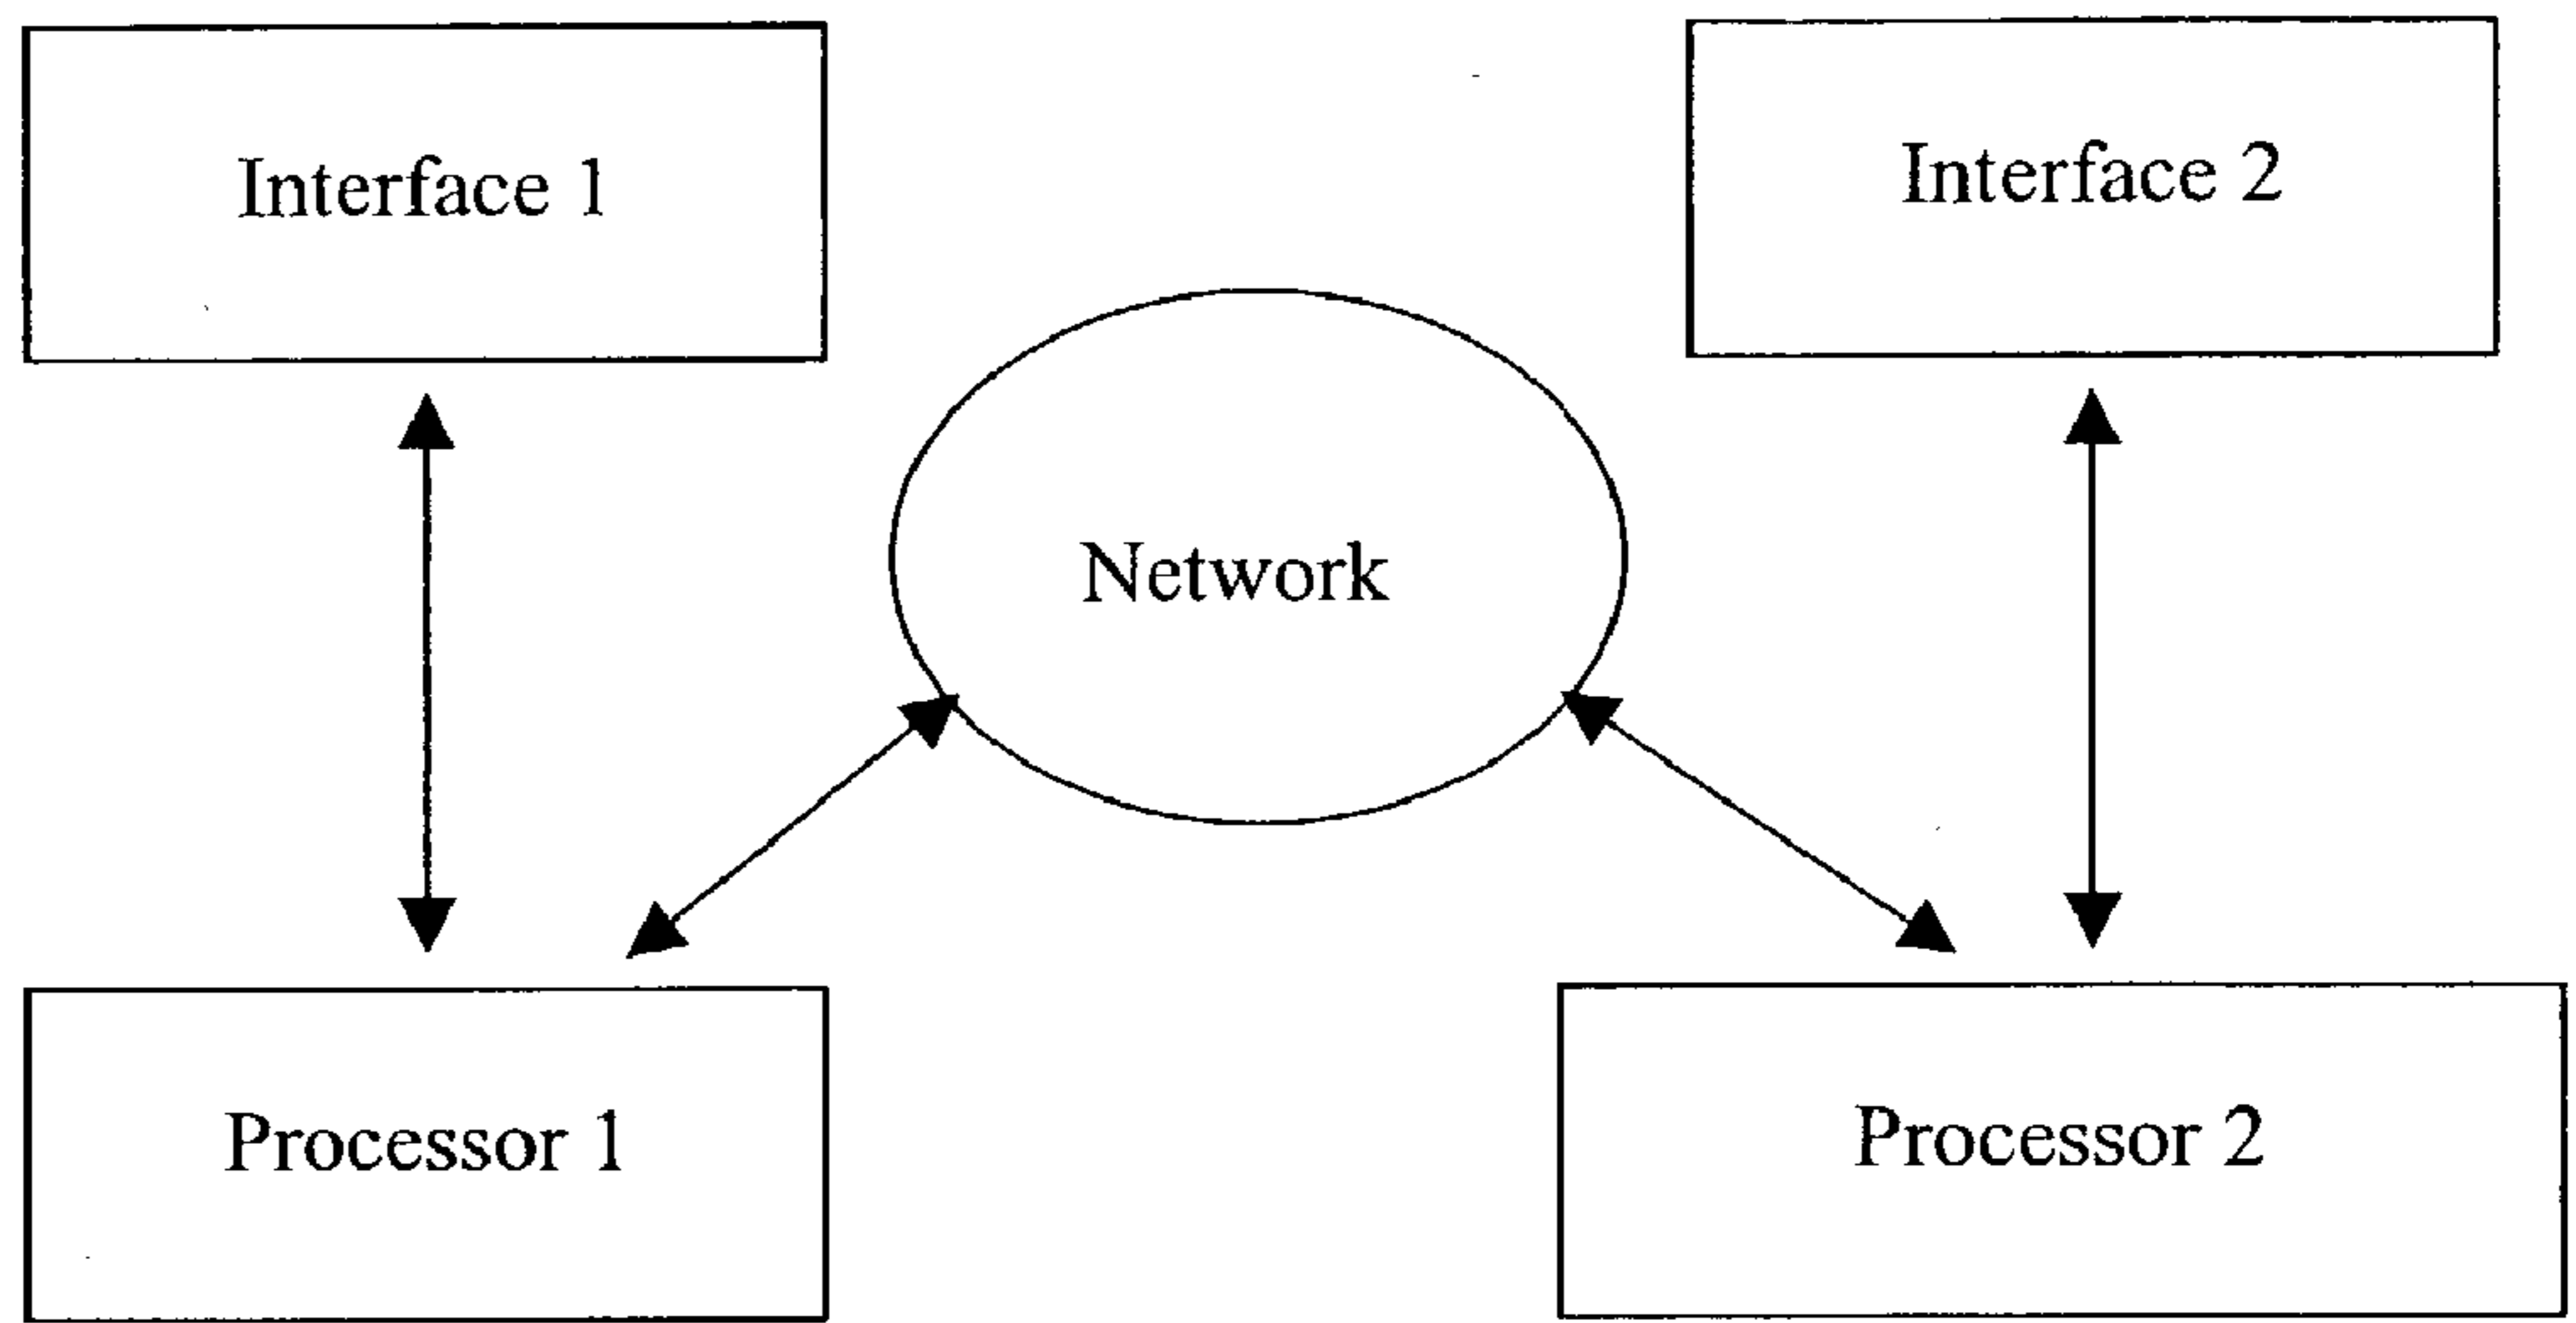 Interface 1
Interface 2
Network
Processor 1
Processor 2